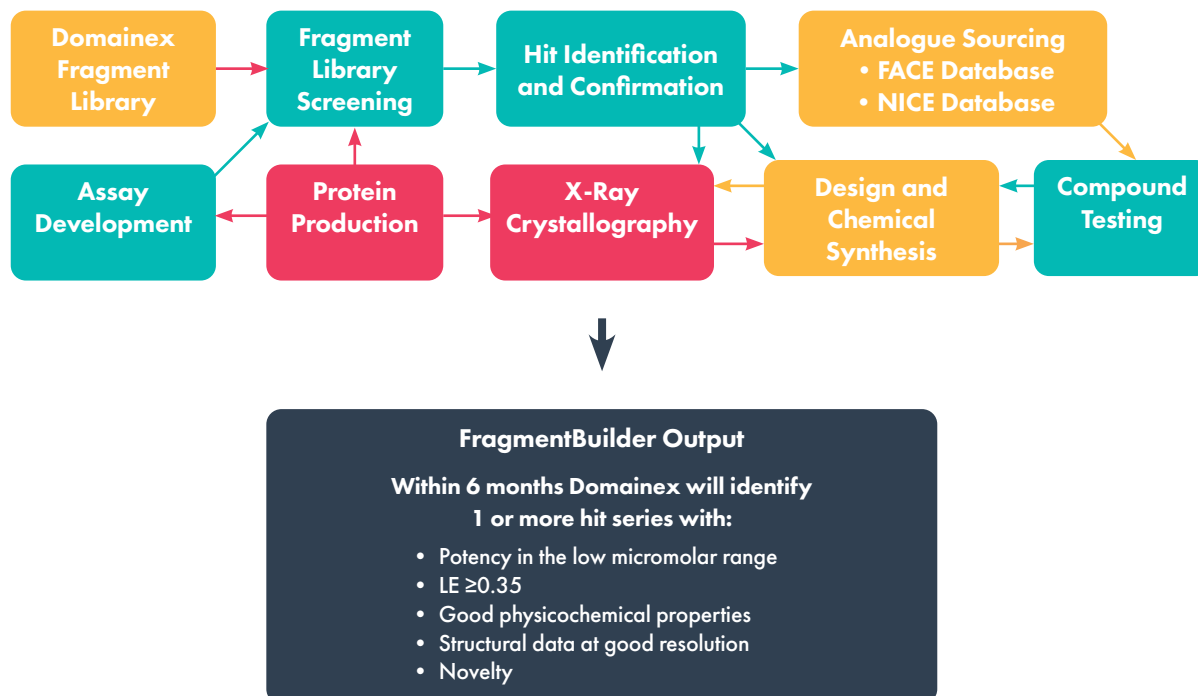 Domainex
Fragment
Library
Fragment
Library
Screening
Hit Identification
and Confirmation
Analogue Sourcing
• FACE Database
• NICE Database
Assay
Development
Protein
Production
X-Ray
Crystallography
Design and
Chemical
Synthesis
Compound
Testing
FragmentBuilder Output
Within 6 months Domainex will identify
1 or more hit series with:
• Potency in the low micromolar range
• LE ≥0.35
• Good physicochemical properties
• Structural data at good resolution
• Novelty